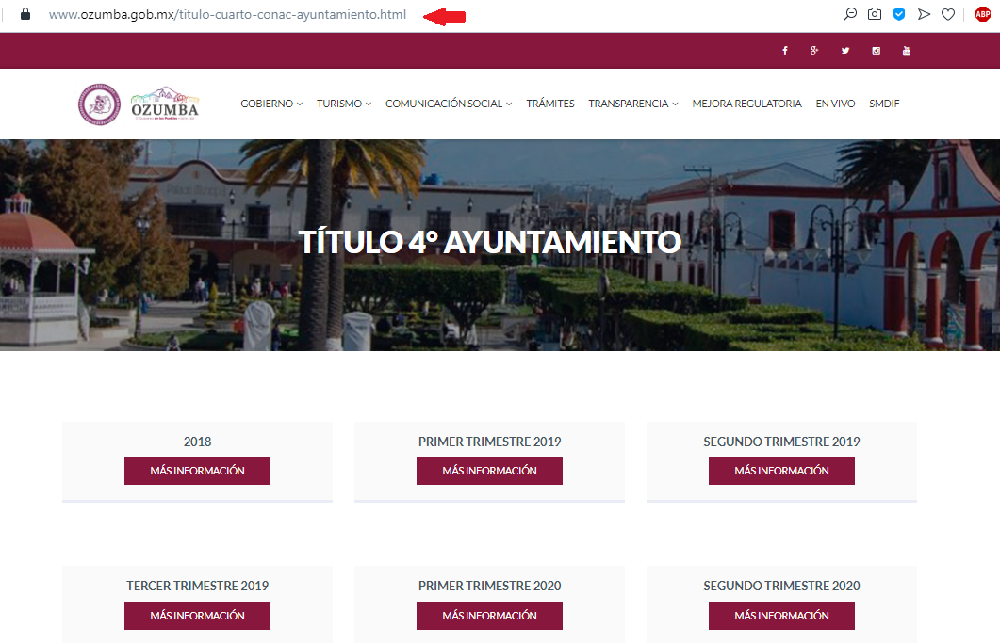 www.ozumba.gob.mx/titulo-cuarto-conac-ayuntamiento.html
ABP
OZUMBA
GOBIERNO TURISMO COMUNICACIÓN SOCIAL TRÁMITES TRANSPARENCIA MEJORA REGULATORIA EN VIVO SMDIF
TÍTULO 4° AYUNTAMIENTO
2018 PRIMER TRIMESTRE 2019 SEGUNDO TRIMESTRE 2019
MÁS INFORMACIÓN MÁS INFORMACIÓN MÁS INFORMACIÓN
TERCER TRIMESTRE 2019 PRIMER TRIMESTRE 2020 SEGUNDO TRIMESTRE 2020
MÁS INFORMACIÓN MÁS INFORMACIÓN MÁS INFORMACIÓN